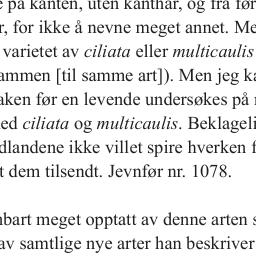 på kanten, uten kanthår, og fra før
, for ikke å nevne meget annet. Me
varietet av ciliata eller multicaulis
ammen [til samme art]). Men jeg ka
aken før en levende undersøkes på
ed ciliata og multicaulis. Beklageli
dlandene ikke villet spire hverken f
t dem tilsendt. Jevnfør nr. 1078.
bart meget opptatt av denne arten s
av samtlige nye arter han beskriver